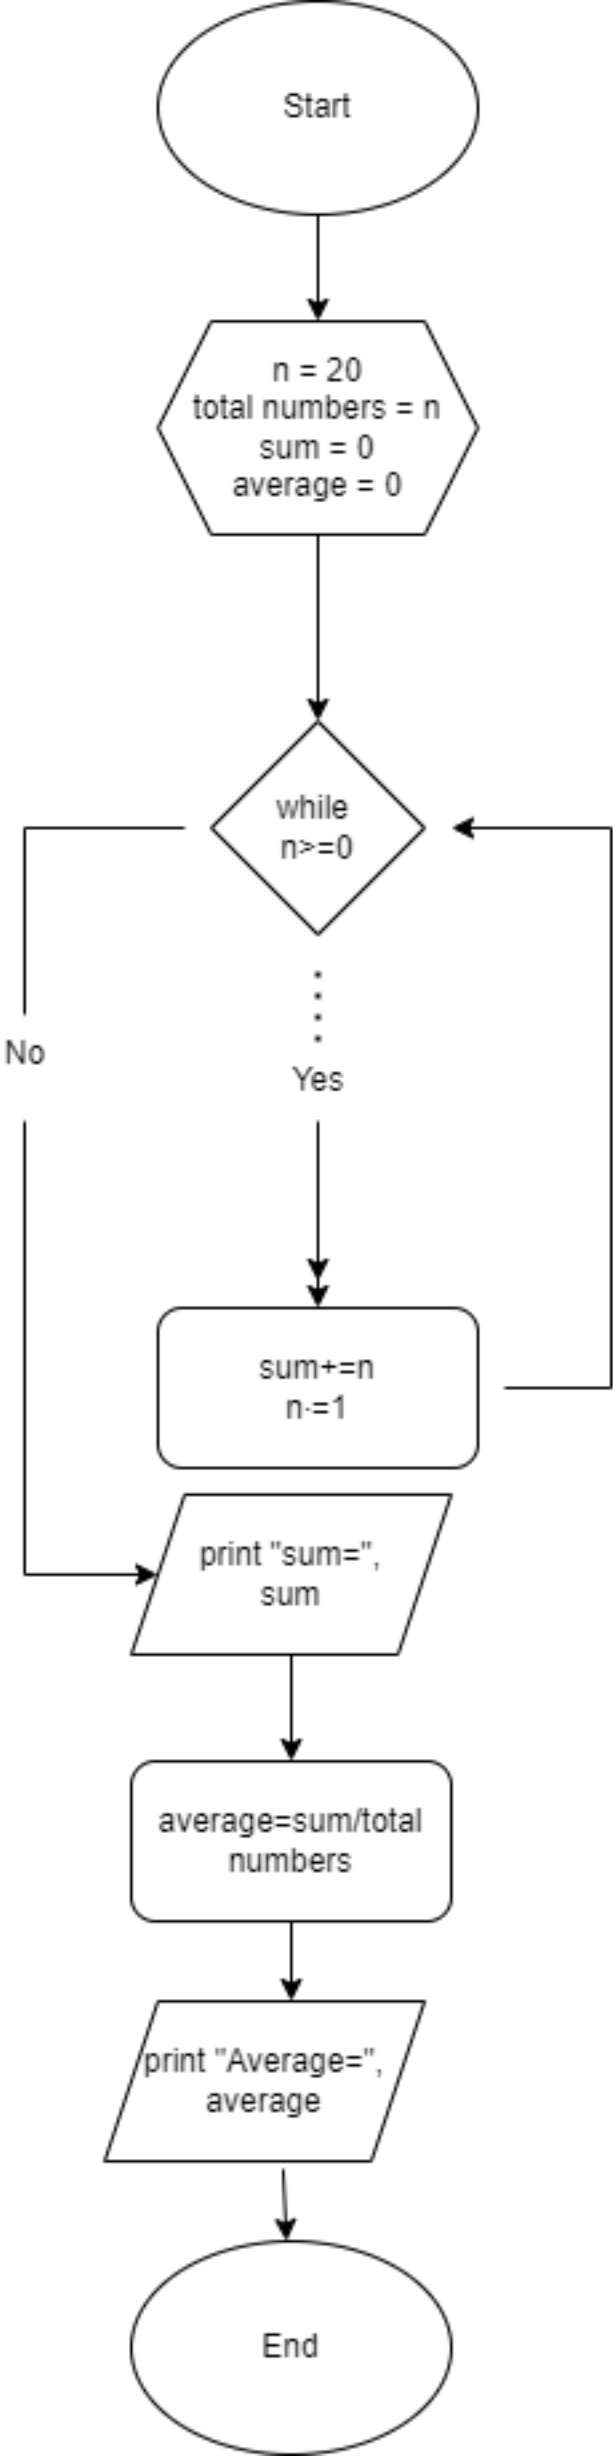 Start
n = 20
total numbers = n
sum = 0
average = 0
while
n>=0
No
Yes
sum+=n
n-=1
print "sum=",
sum
average=sum/total
numbers
print "Average=",
average
End